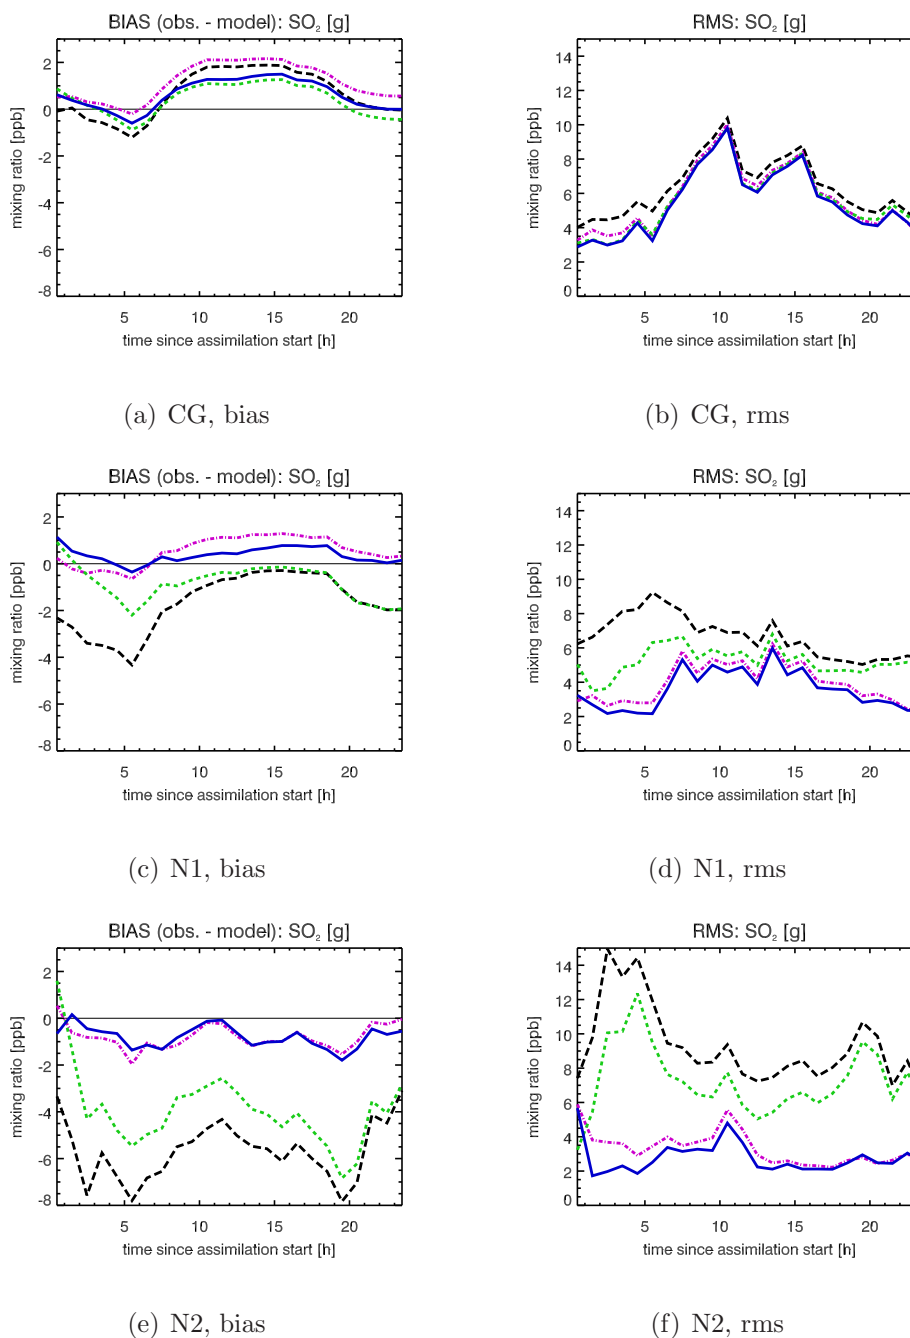 BIAS (obs. - model): SO₂ [g]
RMS: SO₂ [g]
mixing ratio [ppb]
2
0
-2
-4
-6
-8
5
10
15
20
time since assimilation start [h]
mixing ratio [ppb]
14
12
10
8
6
4
2
0
5
10
15
20
time since assimilation start [h]
(a) CG, bias
(b) CG, rms
BIAS (obs. - model): SO₂ [g]
RMS: SO₂ [g]
mixing ratio [ppb]
2
0
-2
-4
-6
-8
5
10
15
20
time since assimilation start [h]
mixing ratio [ppb]
14
12
10
8
6
4
2
0
5
10
15
20
time since assimilation start [h]
(c) N1, bias
(d) N1, rms
BIAS (obs. - model): SO₂ [g]
RMS: SO₂ [g]
mixing ratio [ppb]
2
0
-2
-4
-6
-8
5
10
15
20
time since assimilation start [h]
mixing ratio [ppb]
14
12
10
8
6
4
2
0
5
10
15
20
time since assimilation start [h]
(e) N2, bias
(f) N2, rms